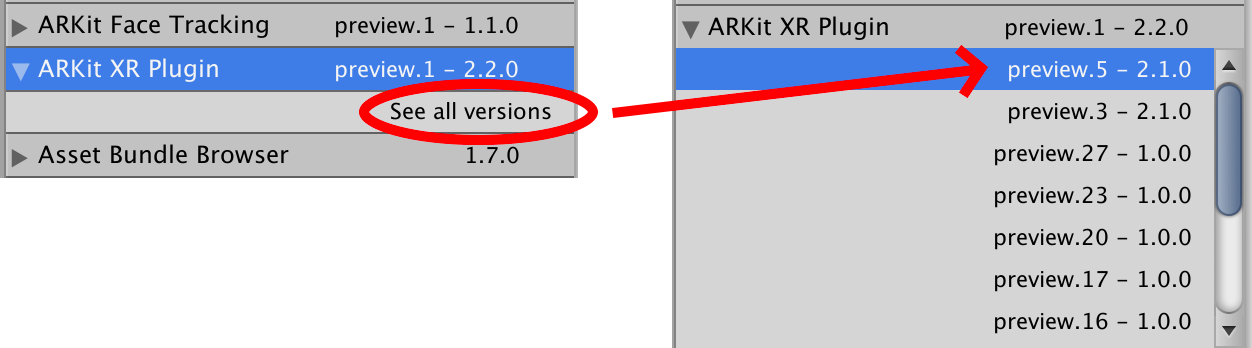 ARKit Face Tracking preview.1 – 1.1.0
ARKit XR Plugin preview.1 – 2.2.0
See all versions
Asset Bundle Browser 1.7.0
ARKit XR Plugin preview.1 – 2.2.0
preview.5 – 2.1.0
preview.3 – 2.1.0
preview.27 – 1.0.0
preview.23 – 1.0.0
preview.20 – 1.0.0
preview.17 – 1.0.0
preview.16 – 1.0.0